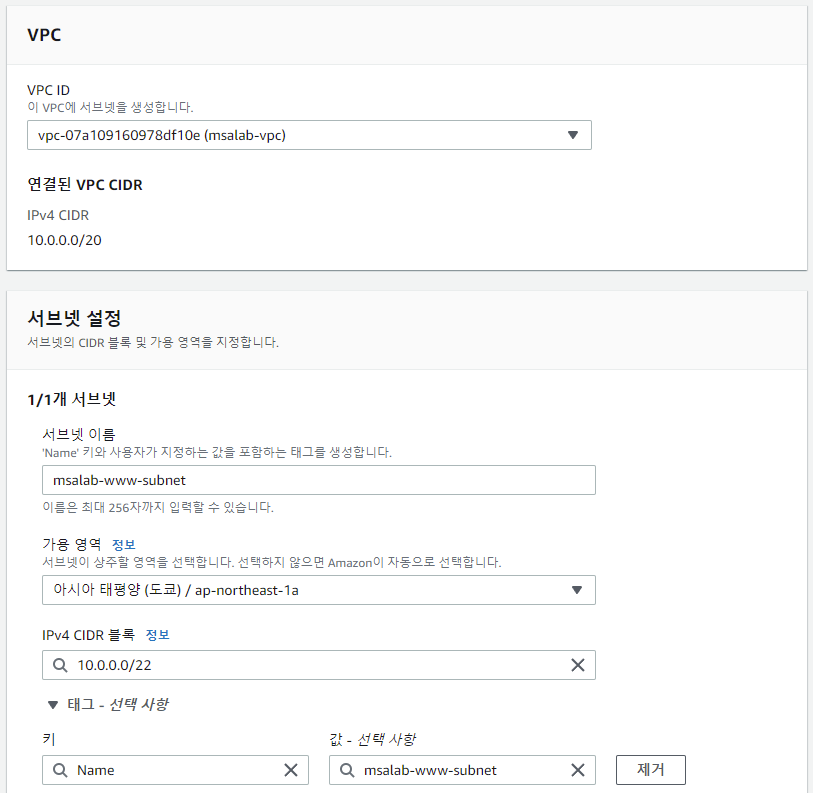 VPC
VPC ID
이 VPC에 서브넷을 생성합니다.
vpc-07a109160978df10e (msalab-vpc)
연결된 VPC CIDR
IPv4 CIDR
10.0.0.0/20
서브넷 설정
서브넷의 CIDR 블록 및 가용 영역을 지정합니다.
1/1개 서브넷
서브넷 이름
'Name' 키와 사용자가 지정하는 값을 포함하는 태그를 생성합니다.
msalab-www-subnet
이름은 최대 256자까지 입력할 수 있습니다.
가용 영역 정보
서브넷이 상주할 영역을 선택합니다. 선택하지 않으면 Amazon이 자동으로 선택합니다.
아시아 태평양 (도쿄) / ap-northeast-1a
IPv4 CIDR 블록 정보
10.0.0.0/22
태그 - 선택 사항
키 값 - 선택 사항
Name msalab-www-subnet 제거